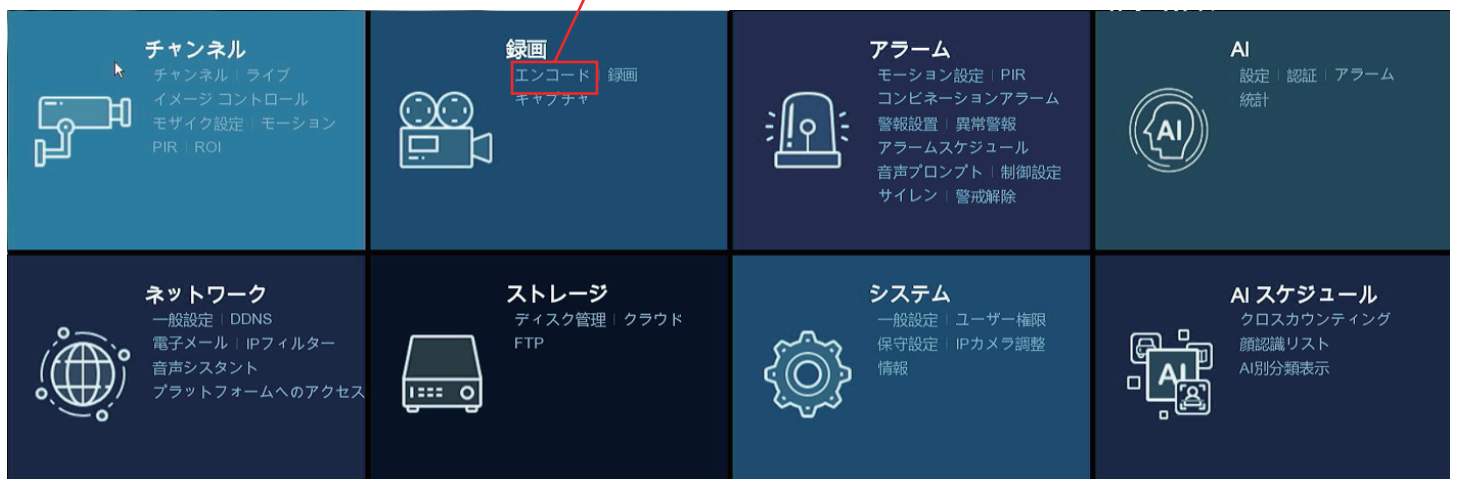 チャンネル
チャンネル | ライブ
イメージ コントロール
モザイク設定 | モーション
PIR | ROI
録画
エンコード | 録画
キャプチャ
アラーム
モーション設定 | PIR
コンビネーションアラーム
警報設置 | 異常警報
アラームスケジュール
音声プロンプト | 制御設定
サイレン | 警戒解除
AI
設定 | 認証 | アラーム
統計
AI
ネットワーク
一般設定 | DDNS
電子メール | IPフィルター
音声シスタント
プラットフォームへのアクセス
ストレージ
ディスク管理 | クラウド
FTP
システム
一般設定 | ユーザー権限
保守設定 | IPカメラ調整
情報
AI スケジュール
クロスカウンティング
顔認識リスト
AI別分類表示
AI